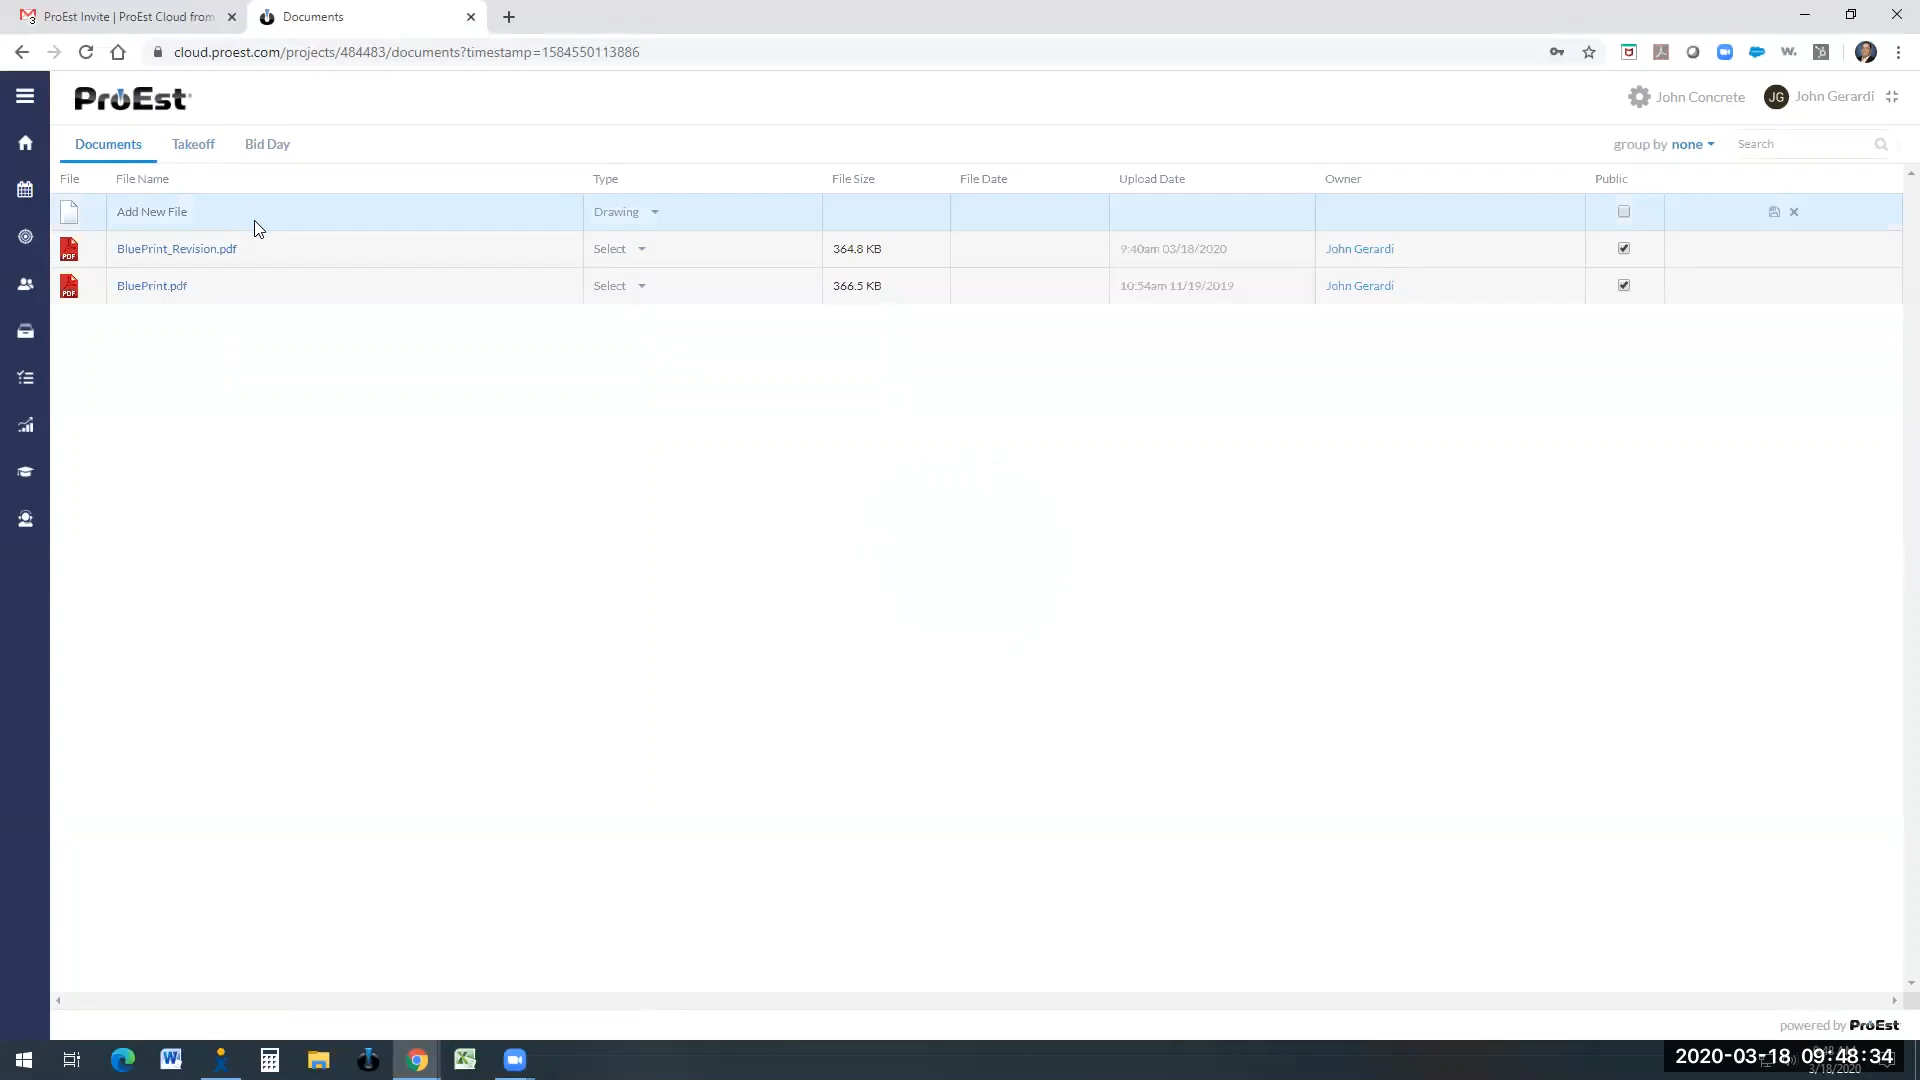 ProEst Invite | ProEst Cloud from
Documents
cloud.proest.com/projects/484483/documents?timestamp=1584550113886
ProEst
John Concrete
JG
John Gerardi
Documents
Takeoff
Bid Day
group by none
Search
File
File Name
Type
File Size
File Date
Upload Date
Owner
Public
Add New File
Drawing
BluePrint_Revision.pdf
Select
364.8 KB
9:40am 03/18/2020
John Gerardi
BluePrint.pdf
Select
366.5 KB
10:54am 11/19/2019
John Gerardi
powered by ProEst
2020-03-18 09:48:34
3/18/2020